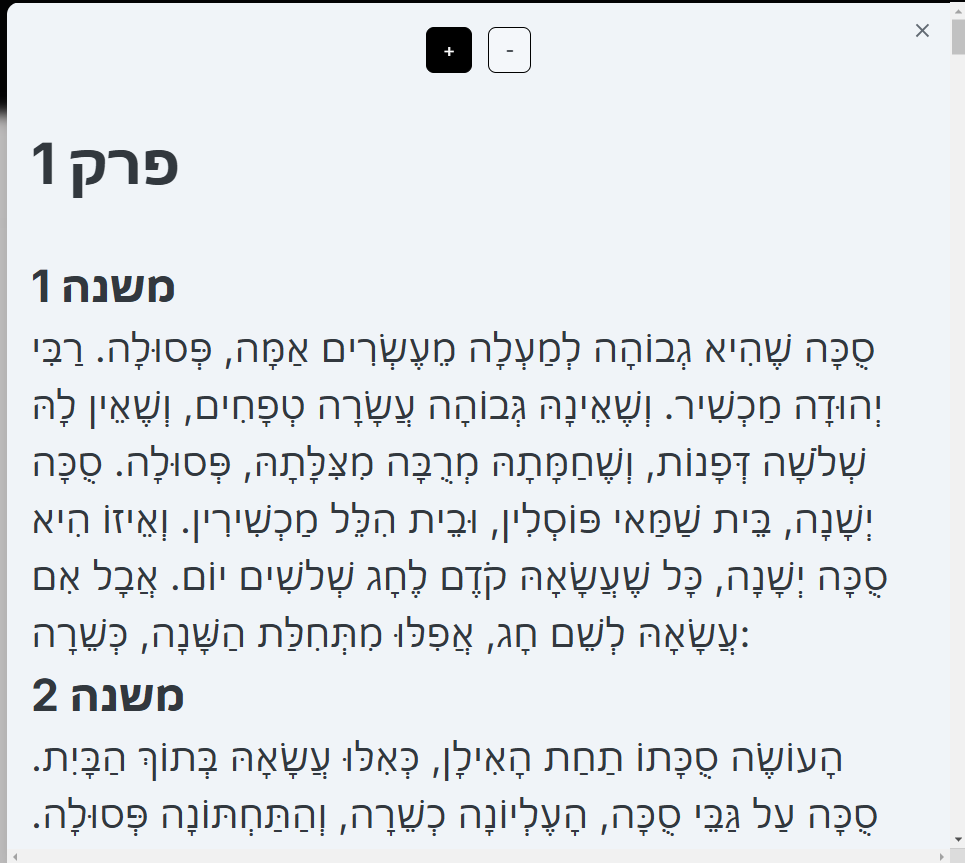 + -
פרק 1
משנה 1
סֻכָּה שֶׁהִיא גְבוֹהָה לְמַעְלָה מֵעֶשְׂרִים אַמָּה, פְּסוּלָה. רַבִּי
יְהוּדָה מַכְשִׁיר. וְשֶׁאֵינָהּ גְּבוֹהָה עֲשָׂרָה טְפָחִים, וְשֶׁאֵין לָהּ
שְׁלֹשָׁה דְּפָנוֹת, וְשֶׁחַמָּתָהּ מְרֻבָּה מִצִּלָּתָהּ, פְּסוּלָה. סֻכָּה
יְשָׁנָה, בֵּית שַׁמַּאי פּוֹסְלִין, וּבֵית הִלֵּל מַכְשִׁירִין. וְאֵיזוֹ הִיא
סֻכָּה יְשָׁנָה, כָּל שֶׁעֲשָׂאָהּ קֹדֶם לֶחָג שְׁלֹשִׁים יוֹם. אֲבָל אִם
עֲשָׂאָהּ לְשֵׁם חָג, אֲפִלּוּ מִתְּחִלַּת הַשָּׁנָה, כְּשֵׁרָה:
משנה 2
הָעוֹשֶׂה סֻכָּתוֹ תַחַת הָאִילָן, כְּאִלּוּ עֲשָׂאָהּ בְּתוֹךְ הַבָּיִת.
סֻכָּה עַל גַּבֵּי סֻכָּה, הָעֶלְיוֹנָה כְשֵׁרָה, וְהַתַּחְתּוֹנָה פְּסוּלָה.